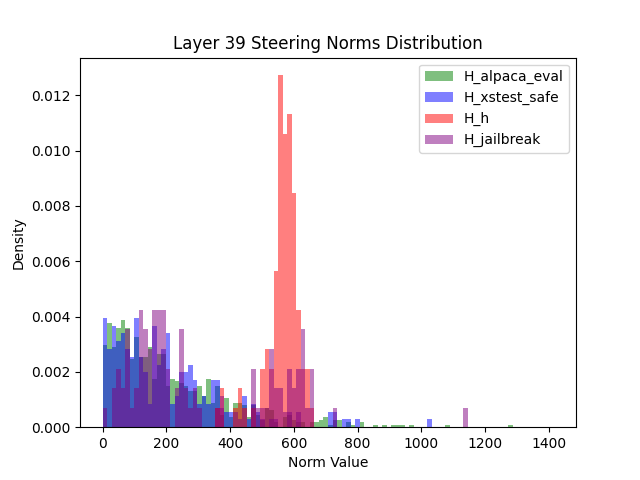 Layer 39 Steering Norms Distribution
H_alpaca_eval
H_xstest_safe
H_h
H_jailbreak
Density
0.012
0.010
0.008
0.006
0.004
0.002
0.000
0 200 400 600 800 1000 1200 1400
Norm Value